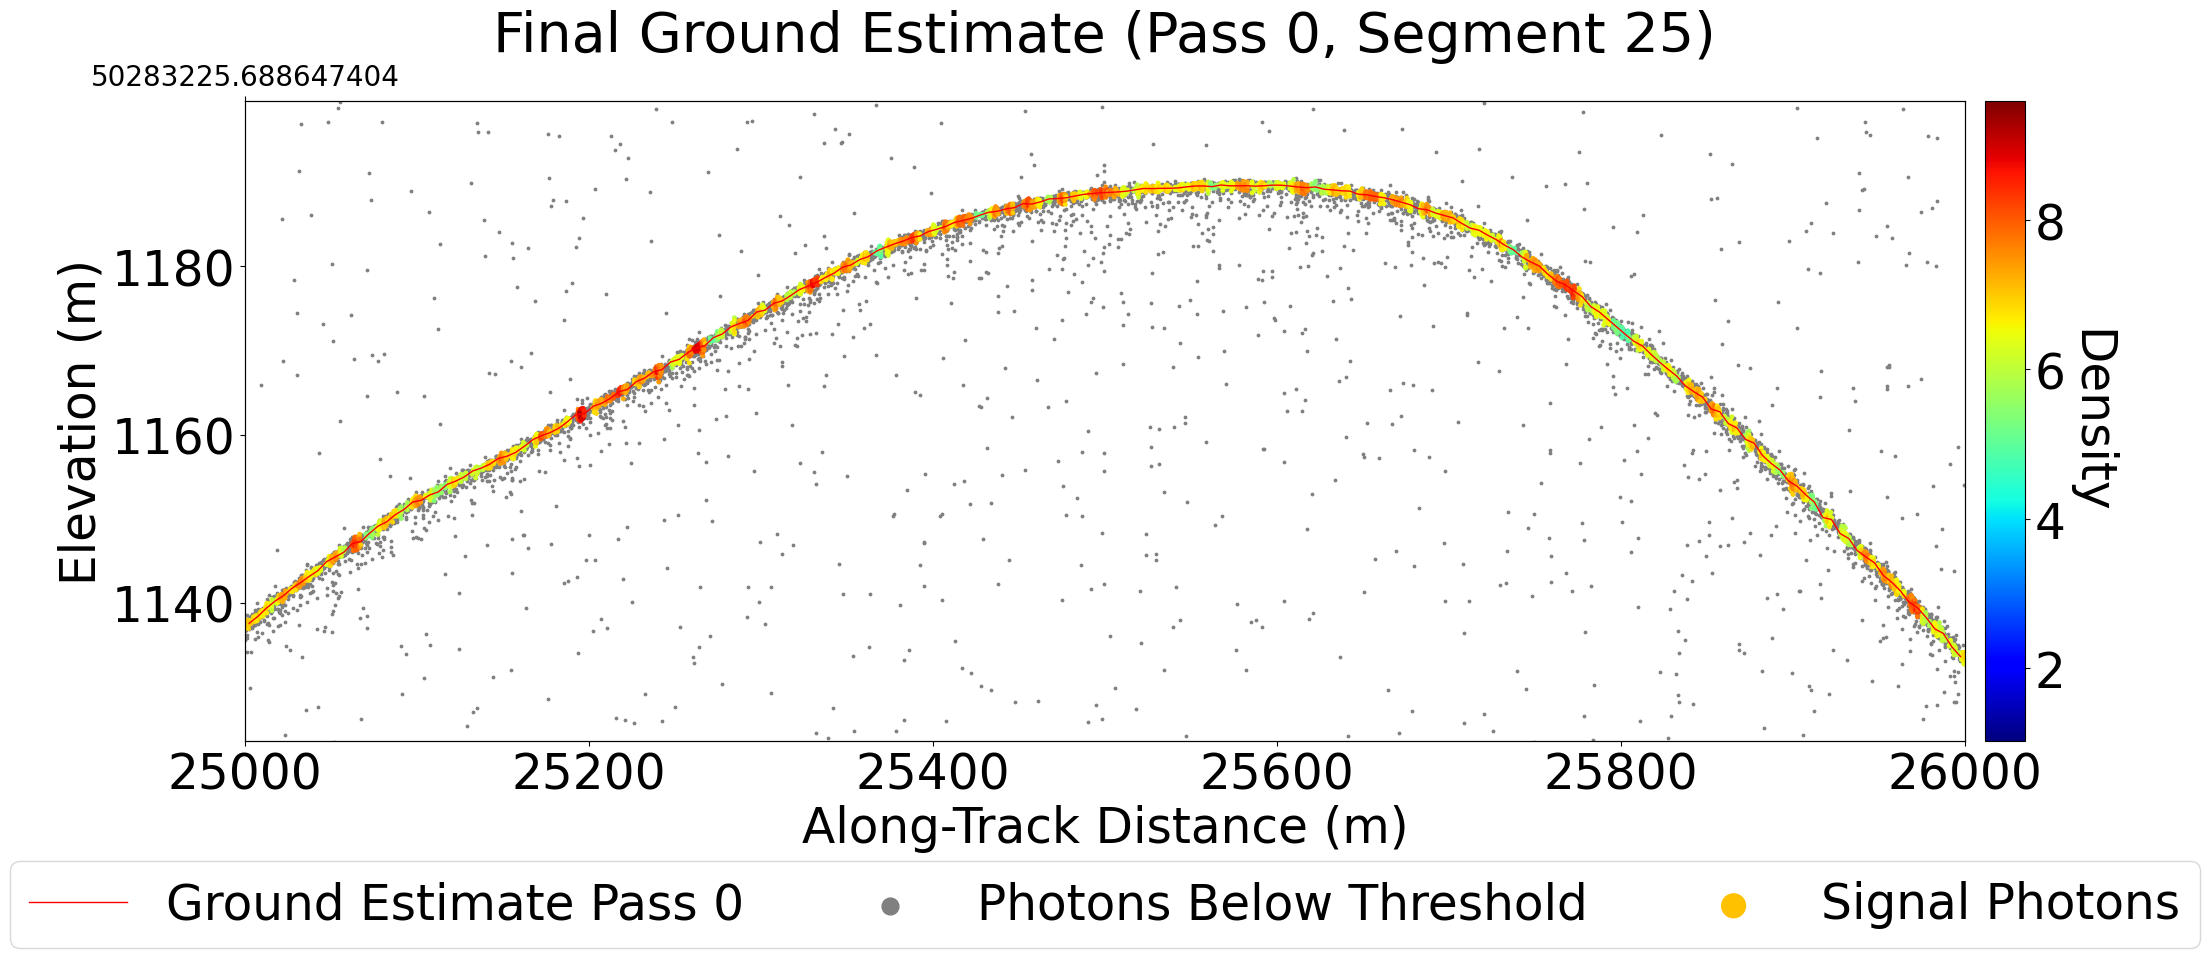 Final Ground Estimate (Pass 0, Segment 25)
50283225.688647404
1180
1160
1140
Elevation (m)
8
6
4
2
Density
25000 25200 25400 25600 25800 26000
Along-Track Distance (m)
Ground Estimate Pass 0 Photons Below Threshold Signal Photons